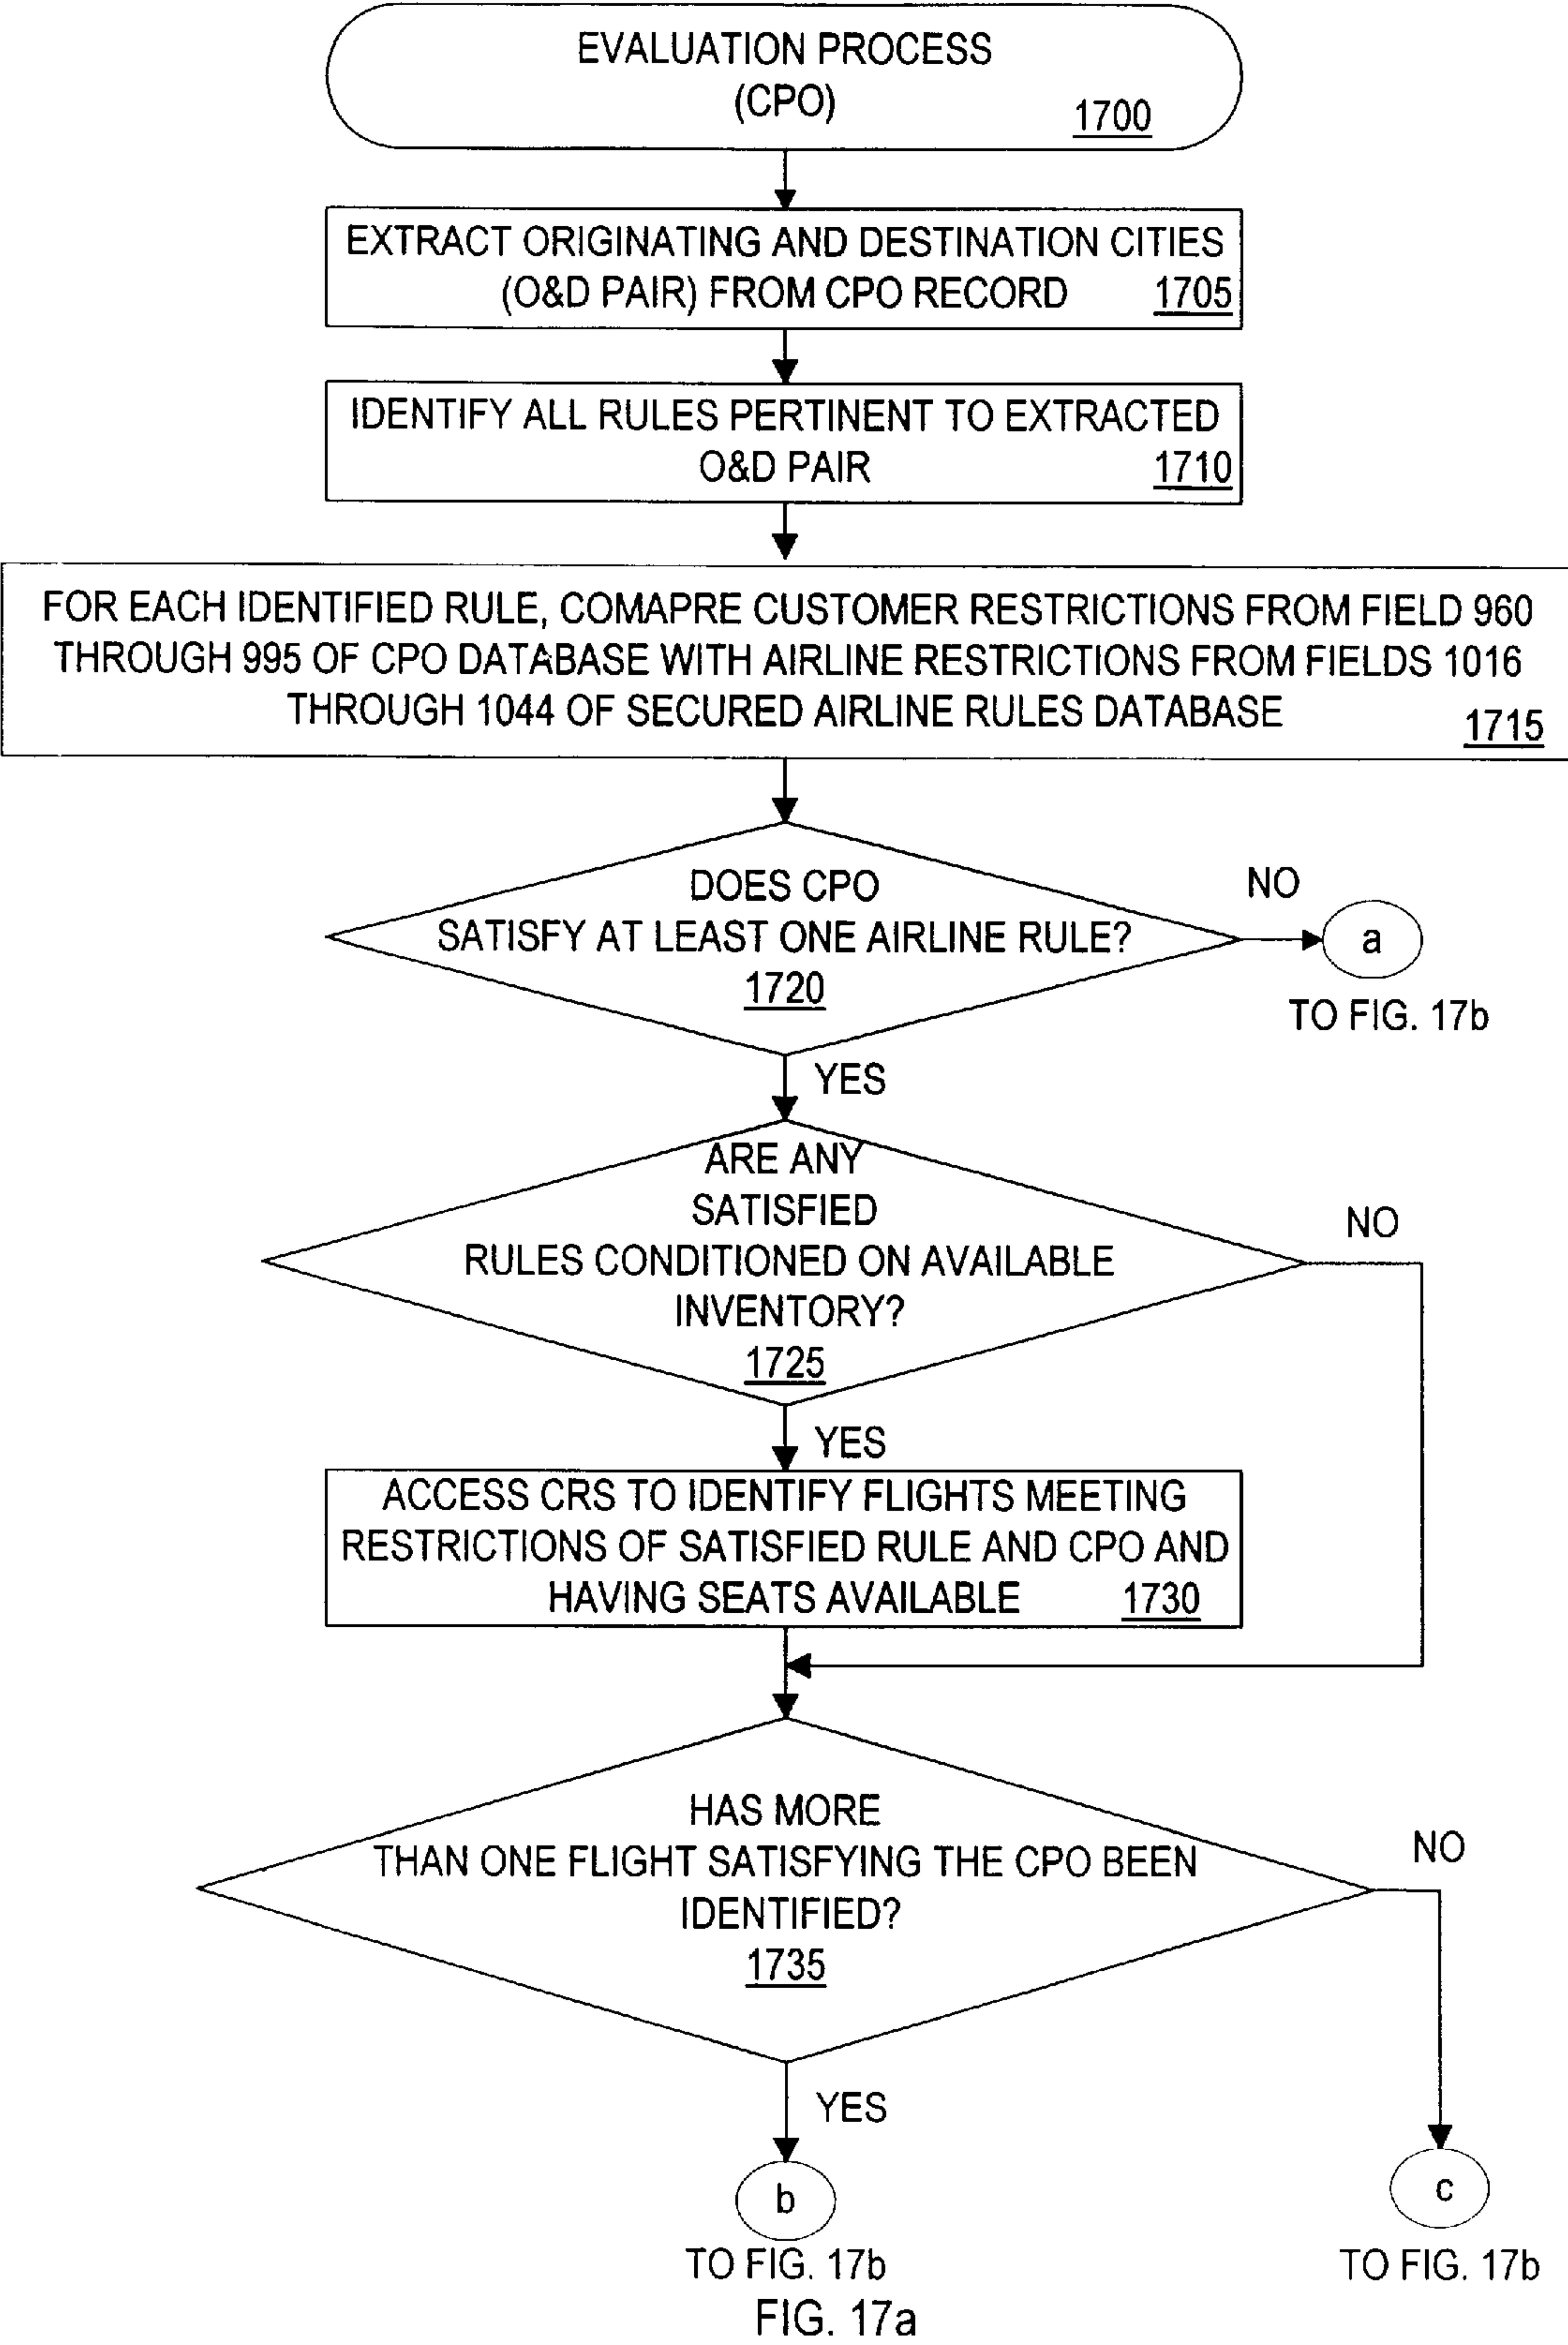 EVALUATION PROCESS
(CPO)
1700
EXTRACT ORIGINATING AND DESTINATION CITIES
(O&D PAIR) FROM CPO RECORD 1705
IDENTIFY ALL RULES PERTINENT TO EXTRACTED
O&D PAIR 1710
FOR EACH IDENTIFIED RULE, COMAPRE CUSTOMER RESTRICTIONS FROM FIELD 960
THROUGH 995 OF CPO DATABASE WITH AIRLINE RESTRICTIONS FROM FIELDS 1016
THROUGH 1044 OF SECURED AIRLINE RULES DATABASE 1715
DOES CPO
SATISFY AT LEAST ONE AIRLINE RULE?
1720
NO
a
TO FIG. 17b
YES
ARE ANY
SATISFIED
RULES CONDITIONED ON AVAILABLE
INVENTORY?
1725
NO
YES
ACCESS CRS TO IDENTIFY FLIGHTS MEETING
RESTRICTIONS OF SATISFIED RULE AND CPO AND
HAVING SEATS AVAILABLE 1730
HAS MORE
THAN ONE FLIGHT SATISFYING THE CPO BEEN
IDENTIFIED?
1735
NO
YES
b
c
TO FIG. 17b
TO FIG. 17b
FIG. 17a